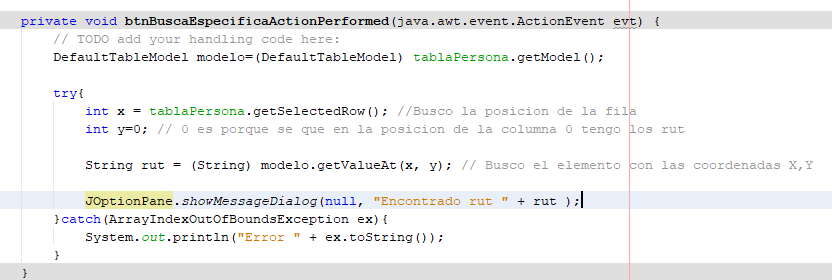 private void btnBuscaEspecificaActionPerformed(java.awt.event.ActionEvent evt) {
// TODO add your handling code here:
DefaultTableModel modelo=(DefaultTableModel) tablaPersona.getModel();
try{
int x = tablaPersona.getSelectedRow(); //Busco la posicion de la fila
int y=0; // 0 es porque se que en la posicion de la columna 0 tengo los rut
String rut = (String) modelo.getValueAt(x, y); // Busco el elemento con las coordenadas X,Y
JOptionPane.showMessageDialog(null, "Encontrado rut " + rut );
}catch(ArrayIndexOutOfBoundsException ex){
System.out.println("Error " + ex.toString());
}
}